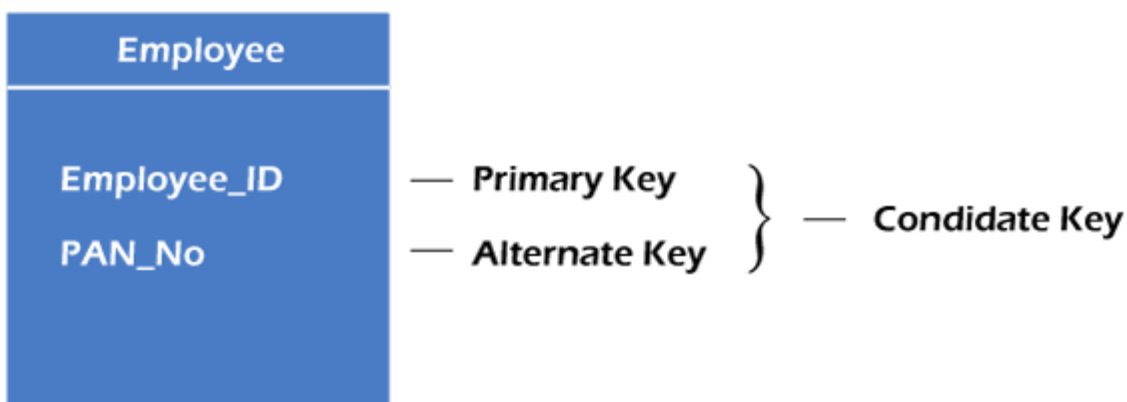 Employee
Employee_ID — Primary Key
PAN_No — Alternate Key
} — Condidate Key